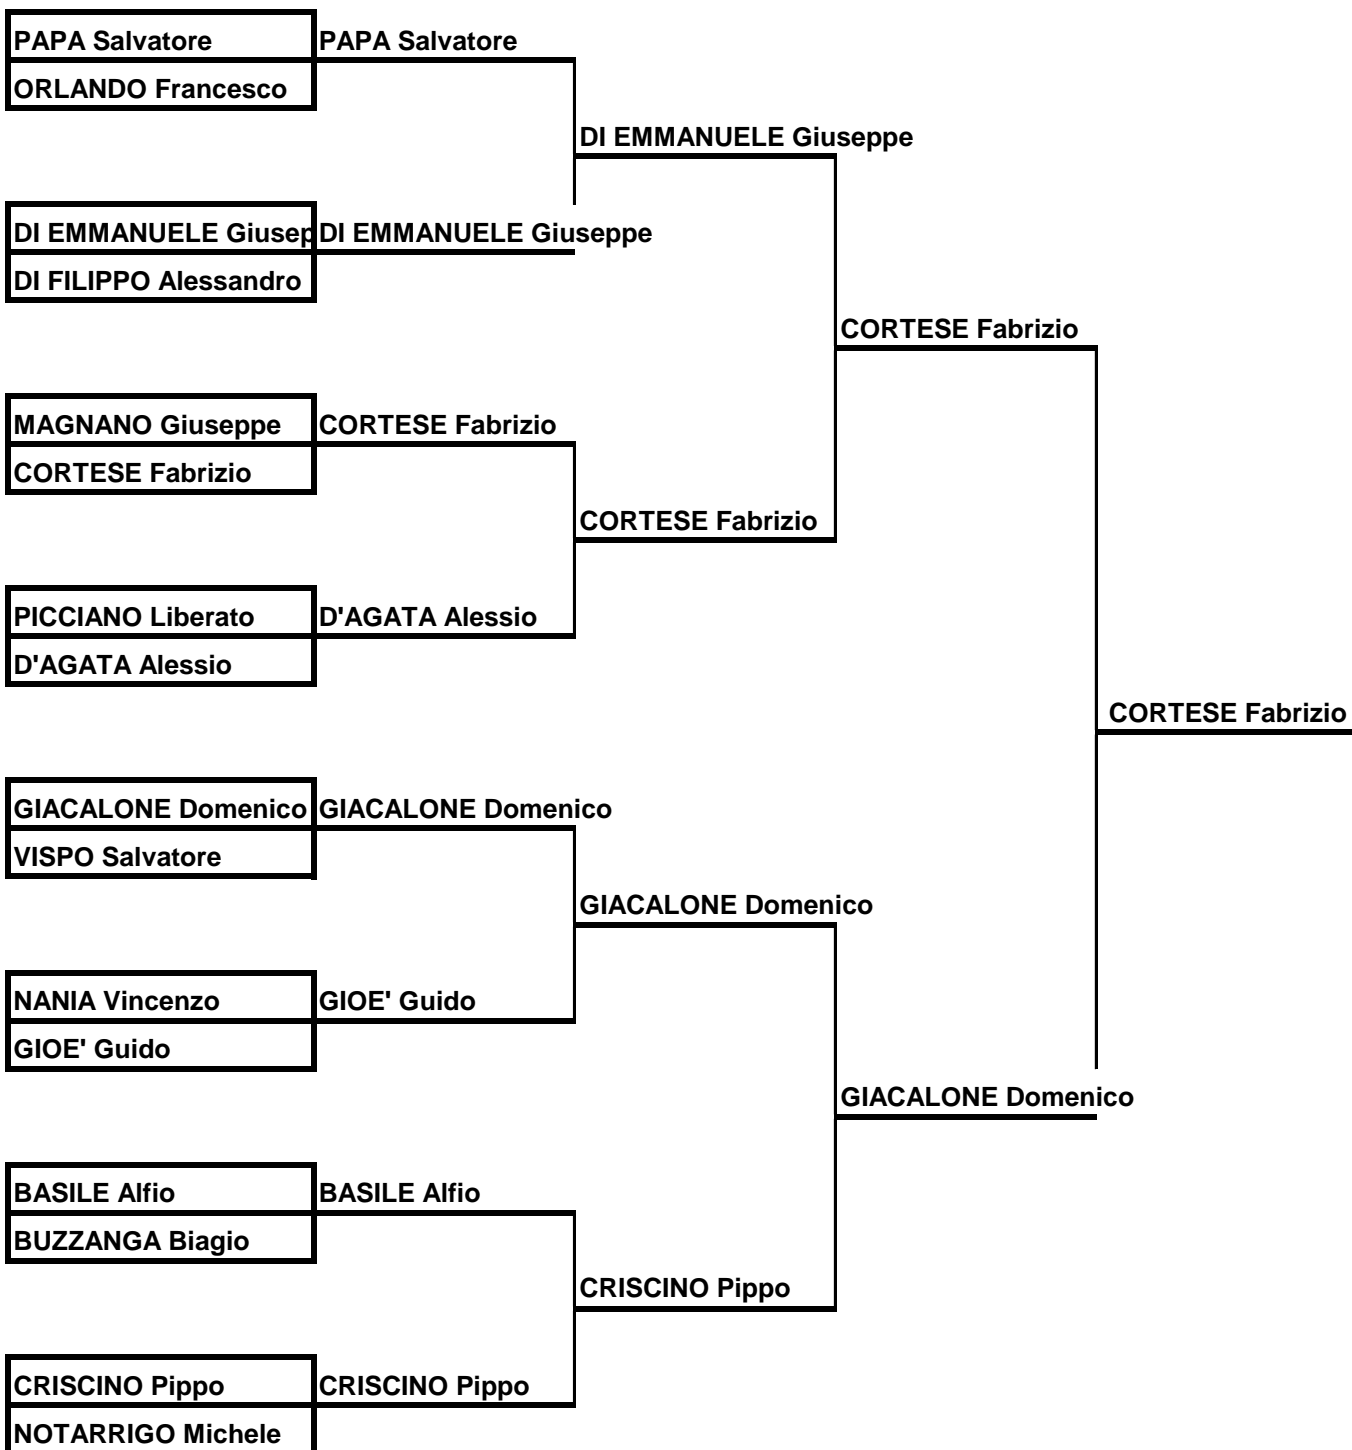 PAPA Salvatore PAPA Salvatore
ORLANDO Francesco
DI EMMANUELE Giuseppe
DI EMMANUELE Giusep DI EMMANUELE Giuseppe
DI FILIPPO Alessandro
CORTESE Fabrizio
MAGNANO Giuseppe CORTESE Fabrizio
CORTESE Fabrizio
CORTESE Fabrizio
PICCIANO Liberato D'AGATA Alessio
D'AGATA Alessio
CORTESE Fabrizio
GIACALONE Domenico GIACALONE Domenico
VISPO Salvatore
GIACALONE Domenico
NANIA Vincenzo GIOE' Guido
GIOE' Guido
GIACALONE Domenico
BASILE Alfio BASILE Alfio
BUZZANGA Biagio
CRISCINO Pippo
CRISCINO Pippo CRISCINO Pippo
NOTARRIGO Michele